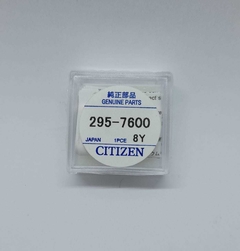 純正部品
GENUINE PARTS
295-7600
JAPAN 1PCE 8Y
CITIZEN